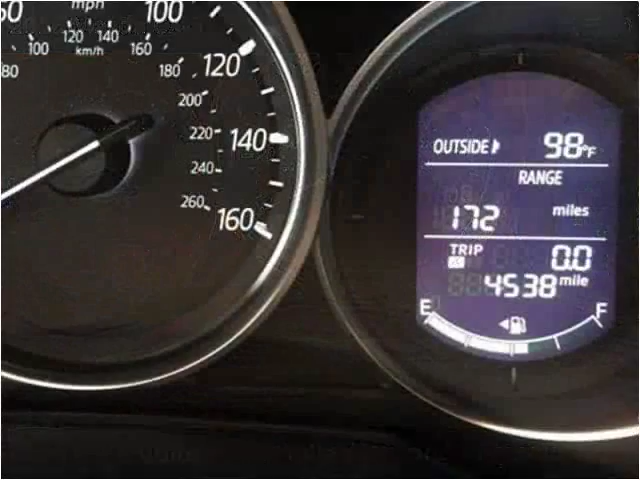 mph
100
120 140
100 160
km/h
80 180
120
200
220 140
240
260 160
OUTSIDE 98°F
RANGE
172 miles
TRIP 0.0
4538 mile
E F